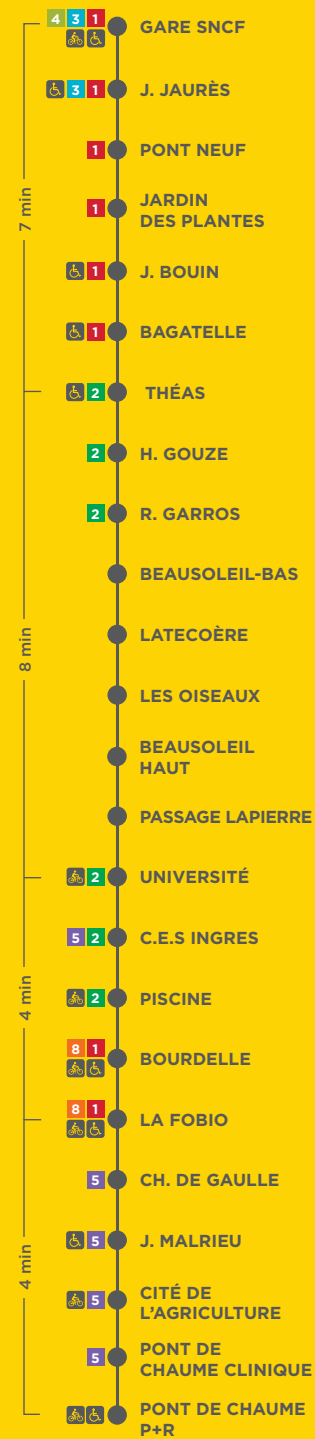 4 3 1 GARE SNCF
3 1 J. JAURÈS
1 PONT NEUF
7 min
1 JARDIN
DES PLANTES
1 J. BOUIN
1 BAGATELLE
2 THÉAS
2 H. GOUZE
2 R. GARROS
BEAUSOLEIL-BAS
8 min
LATECOÈRE
LES OISEAUX
BEAUSOLEIL
HAUT
PASSAGE LAPIERRE
2 UNIVERSITÉ
5 2 C.E.S INGRES
4 min
2 PISCINE
8 1 BOURDELLE
8 1 LA FOBIO
5 CH. DE GAULLE
5 J. MALRIEU
4 min
5 CITÉ DE
L'AGRICULTURE
5 PONT DE
CHAUME CLINIQUE
PONT DE CHAUME
P+R